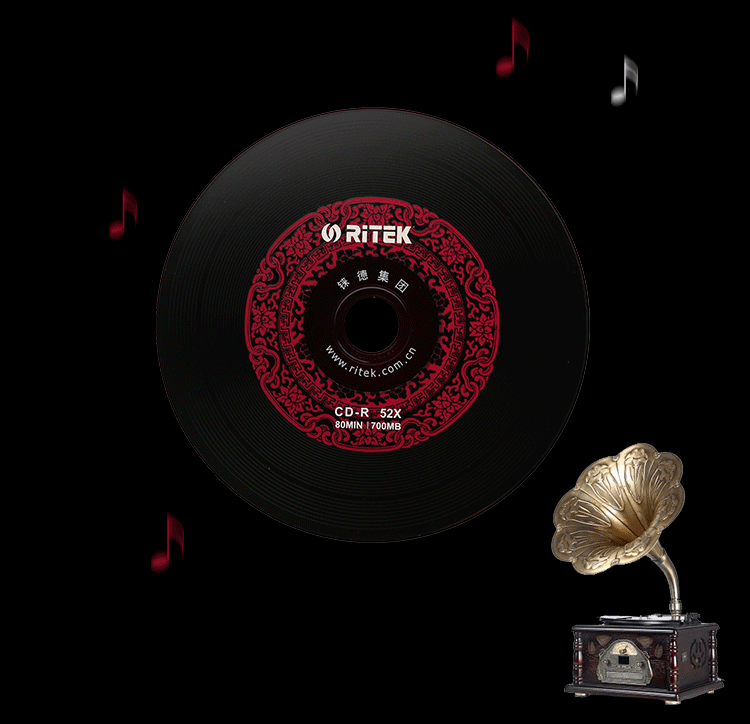 RiTEK
铼德集团
www.ritek.com.cn
CD-R 52X
80MIN | 700MB